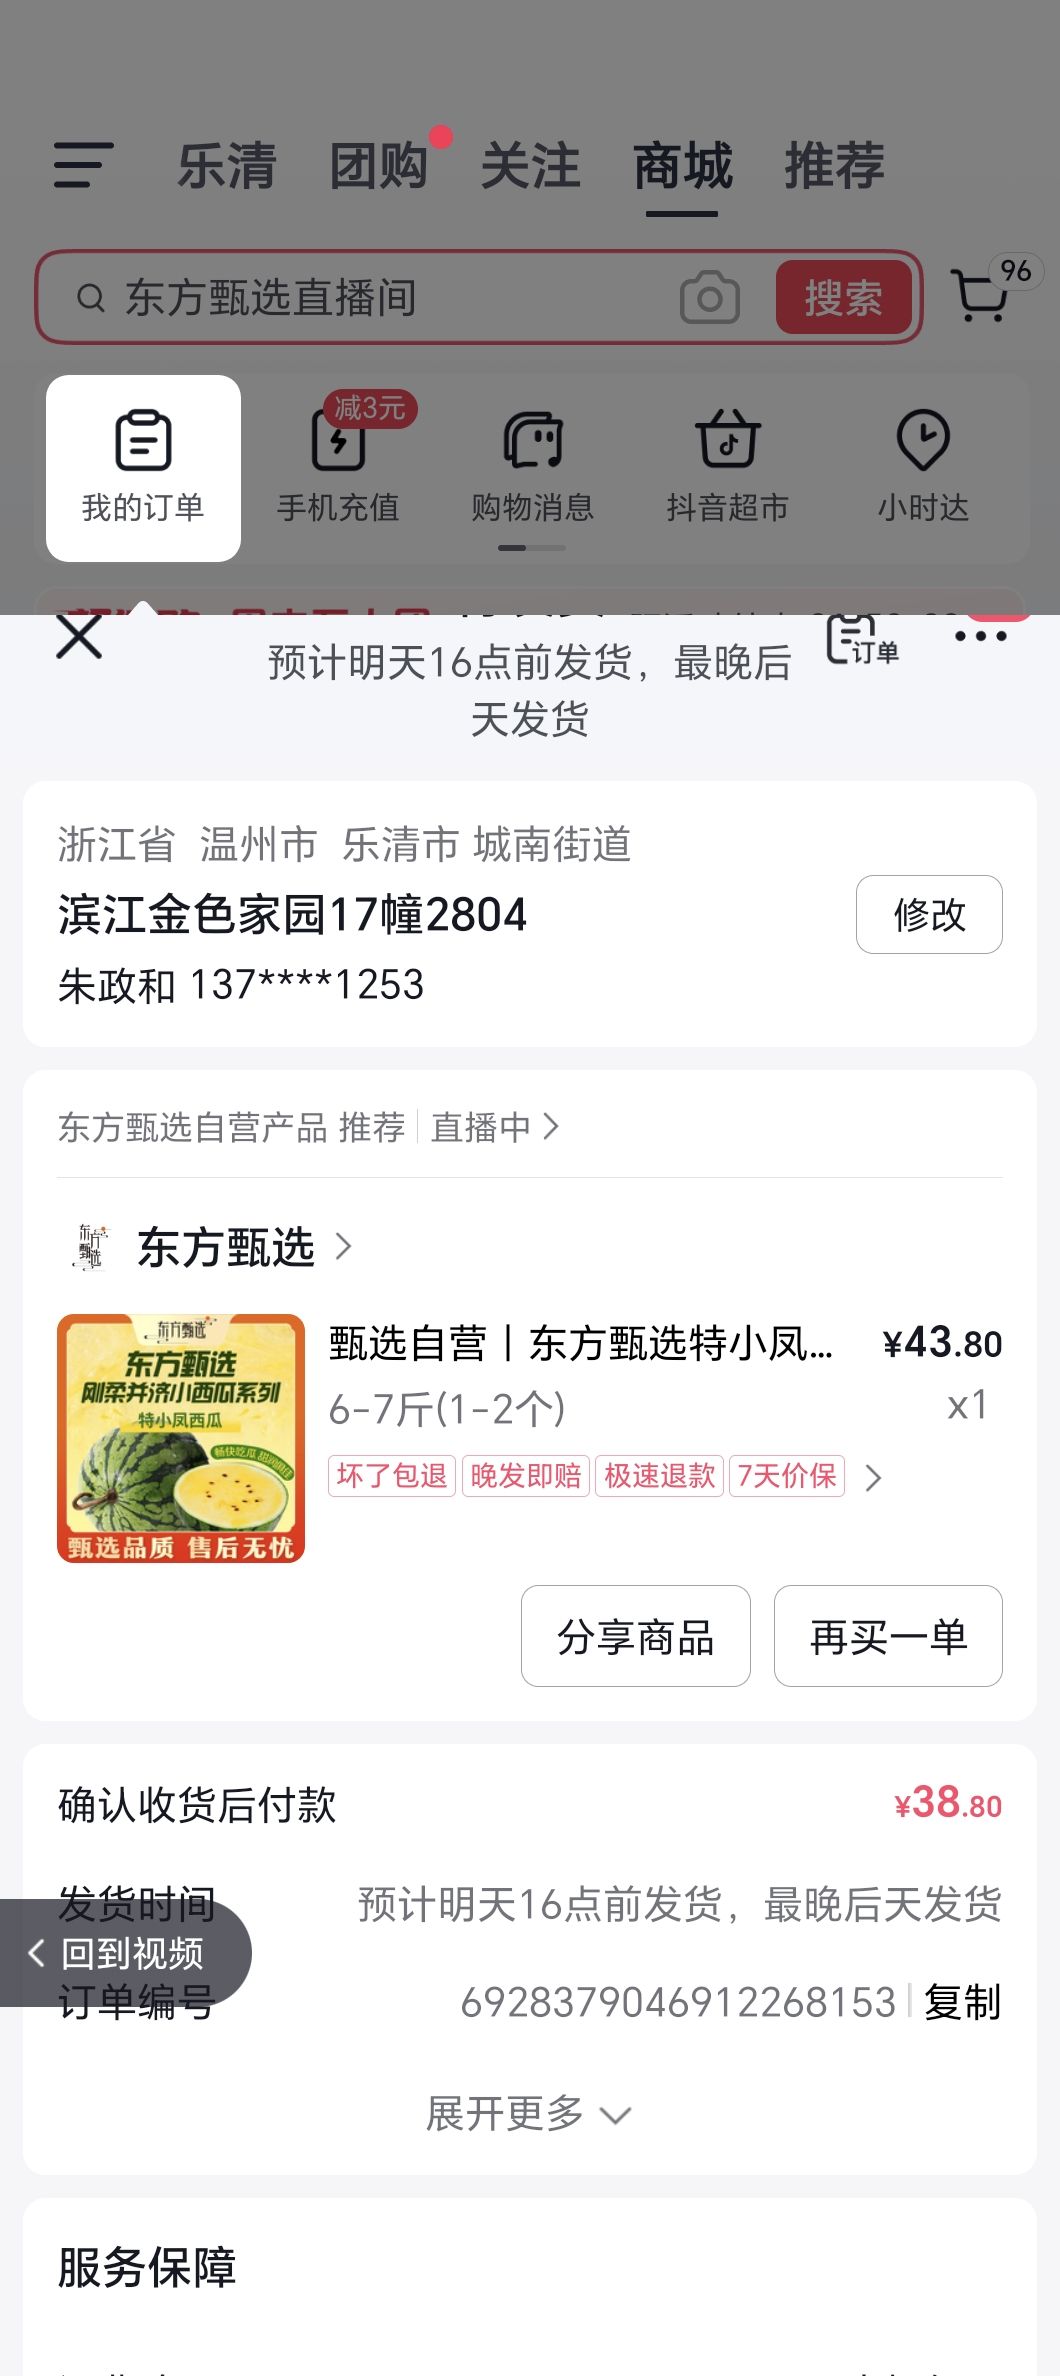 乐清 团购 关注 商城 推荐
东方甄选直播间 搜索 96
减3元
我的订单 手机充值 购物消息 抖音超市 小时达
订单
预计明天16点前发货，最晚后
天发货
浙江省 温州市 乐清市 城南街道
滨江金色家园17幢2804
修改
朱政和 137****1253
东方甄选自营产品 推荐 直播中
东方甄选
东方甄选
甄选自营丨东方甄选特小凤... ¥43.80
6-7斤(1-2个) x1
坏了包退 晚发即赔 极速退款 7天价保
东方甄选
东方甄选
刚柔并济小西瓜系列
特小凤西瓜
甄选品质 售后无忧
分享商品 再买一单
确认收货后付款 ¥38.80
发货时间 预计明天16点前发货，最晚后天发货
回到视频
订单编号 6928379046912268153 复制
展开更多
服务保障